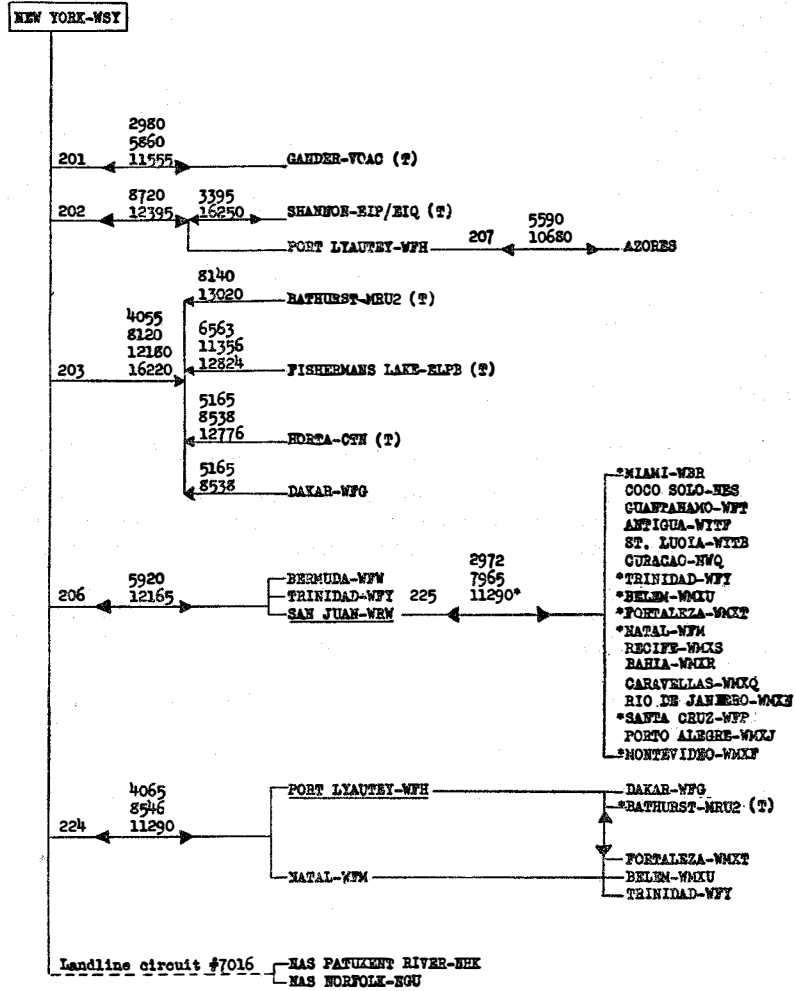 NEW YORK-WSY
2980
5860
201 11555 GANDER-VOAC (T)
8720 3395
202 12395 16250 SHANNON-EIP/EIQ (T)
5590
PORT LYAUTEY-WFH 207 10680 AZORES
8140
13020 BATHURST-MRU2 (T)
4055
8120 6563
12180 11356
203 16220 12824 FISHERMANS LAKE-ELPB (T)
5165
8538
12776 HORTA-CTN (T)
5165
8538 DAKAR-WFG
*MIAMI-WBR
COCO SOLO-NES
GUANTANAMO-WFT
ANTIGUA-WYTF
ST. LUCIA-WYTB
CURACAO-NWQ
*TRINIDAD-WFY
*BELEM-WMXU
*FORTALEZA-WMXT
*NATAL-WFM
RECIFE-WMXS
BAHIA-WMXR
CARAVELLAS-WMXQ
RIO DE JANEERO-WMXN
*SANTA CRUZ-WFP
PORTO ALEGRE-WMXJ
*MONTEVIDEO-WMXF
2972
5920 BERMUDA-WFW 7965
206 12165 TRINIDAD-WFY 225 11290*
SAN JUAN-WRW
4065
8546
224 11290
PORT LYAUTEY-WFH
DAKAR-WFG
*BATHURST-MRU2 (T)
FORTALEZA-WMXT
NATAL-WFM BELEM-WMXU
TRINIDAD-WFY
Landline circuit #7016 NAS PATUXENT RIVER-NHK
NAS NORFOLK-NGU